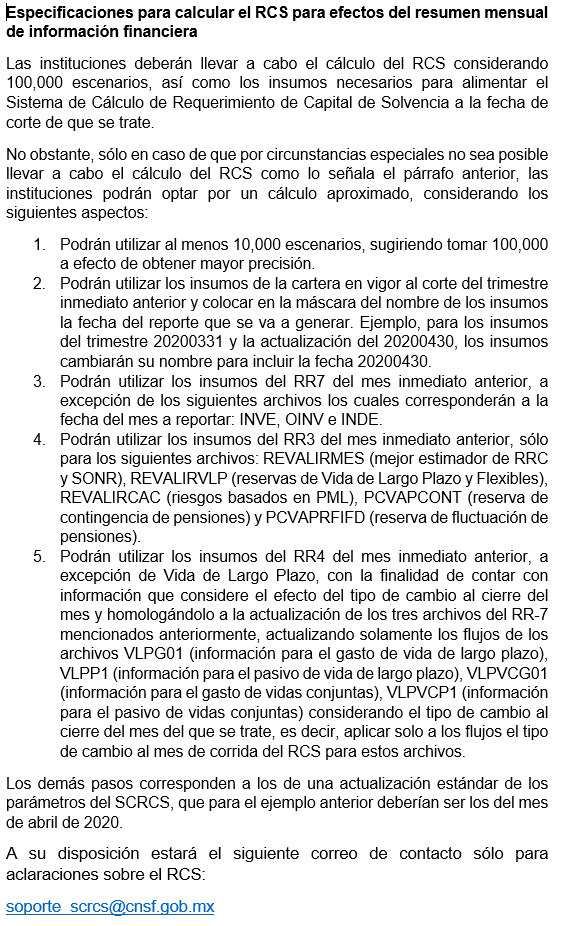 Especificaciones para calcular el RCS para efectos del resumen mensual
de información financiera
Las instituciones deberán llevar a cabo el cálculo del RCS considerando
100,000 escenarios, así como los insumos necesarios para alimentar el
Sistema de Cálculo de Requerimiento de Capital de Solvencia a la fecha de
corte de que se trate.
No obstante, sólo en caso de que por circunstancias especiales no sea posible
llevar a cabo el cálculo del RCS como lo señala el párrafo anterior, las
instituciones podrán optar por un cálculo aproximado, considerando los
siguientes aspectos:
1. Podrán utilizar al menos 10,000 escenarios, sugiriendo tomar 100,000
a efecto de obtener mayor precisión.
2. Podrán utilizar los insumos de la cartera en vigor al corte del trimestre
inmediato anterior y colocar en la máscara del nombre de los insumos
la fecha del reporte que se va a generar. Ejemplo, para los insumos
del trimestre 20200331 y la actualización del 20200430, los insumos
cambiarán su nombre para incluir la fecha 20200430.
3. Podrán utilizar los insumos del RR7 del mes inmediato anterior, a
excepción de los siguientes archivos los cuales corresponderán a la
fecha del mes a reportar: INVE, OINV e INDE.
4. Podrán utilizar los insumos del RR3 del mes inmediato anterior, sólo
para los siguientes archivos: REVALIRMES (mejor estimador de RRC
y SONR), REVALIRVLP (reservas de Vida de Largo Plazo y Flexibles),
REVALIRCAC (riesgos basados en PML), PCVAPCONT (reserva de
contingencia de pensiones) y PCVAPRFIFD (reserva de fluctuación de
pensiones).
5. Podrán utilizar los insumos del RR4 del mes inmediato anterior, a
excepción de Vida de Largo Plazo, con la finalidad de contar con
información que considere el efecto del tipo de cambio al cierre del
mes y homologándolo a la actualización de los tres archivos del RR-7
mencionados anteriormente, actualizando solamente los flujos de los
archivos VLPG01 (información para el gasto de vida de largo plazo),
VLPP1 (información para el pasivo de vida de largo plazo), VLPVCG01
(información para el gasto de vidas conjuntas), VLPVCP1 (información
para el pasivo de vidas conjuntas) considerando el tipo de cambio al
cierre del mes del que se trate, es decir, aplicar solo a los flujos el tipo
de cambio al mes de corrida del RCS para estos archivos.
Los demás pasos corresponden a los de una actualización estándar de los
parámetros del SCRCS, que para el ejemplo anterior deberían ser los del mes
de abril de 2020.
A su disposición estará el siguiente correo de contacto sólo para
aclaraciones sobre el RCS:
soporte_scrcs@cnsf.gob.mx